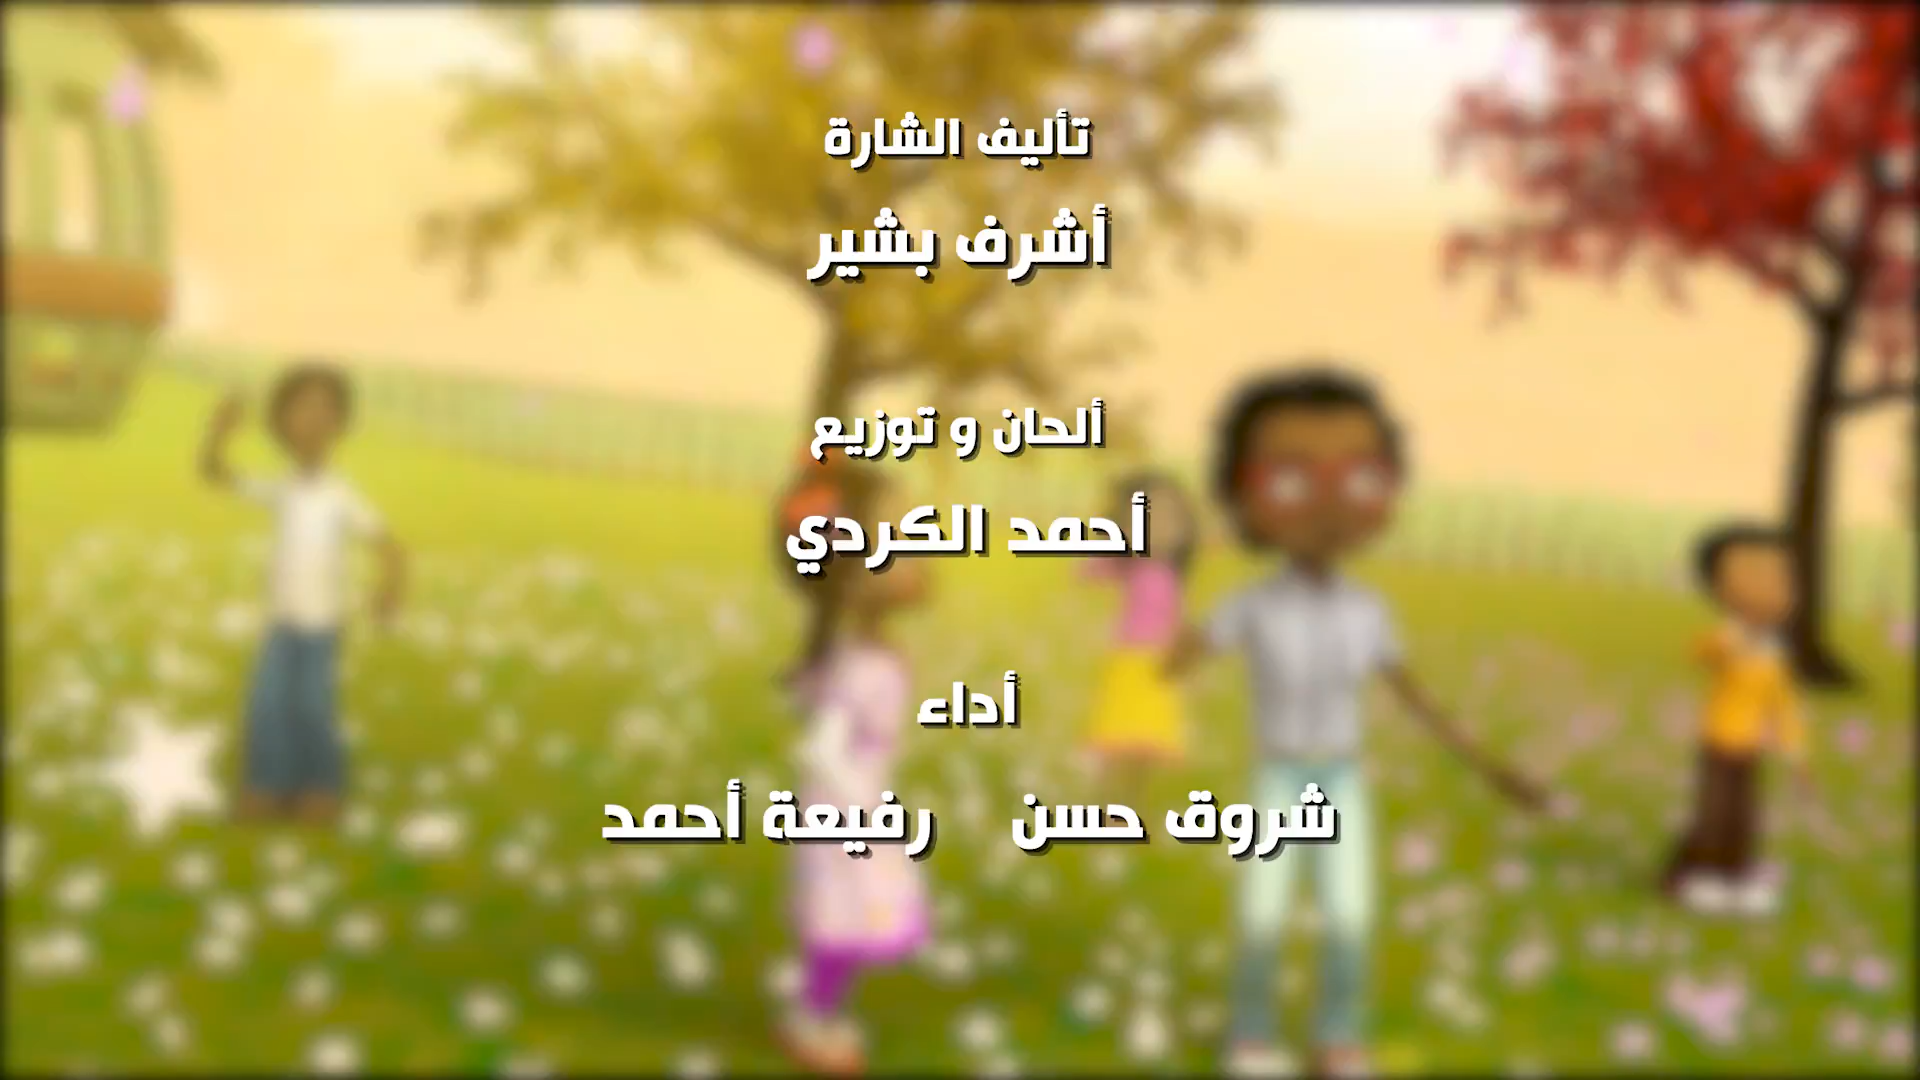 تأليف الشارة
أشرف بشير
ألحان و توزيع
أحمد الكردي
أداء
شروق حسن رفيعة أحمد